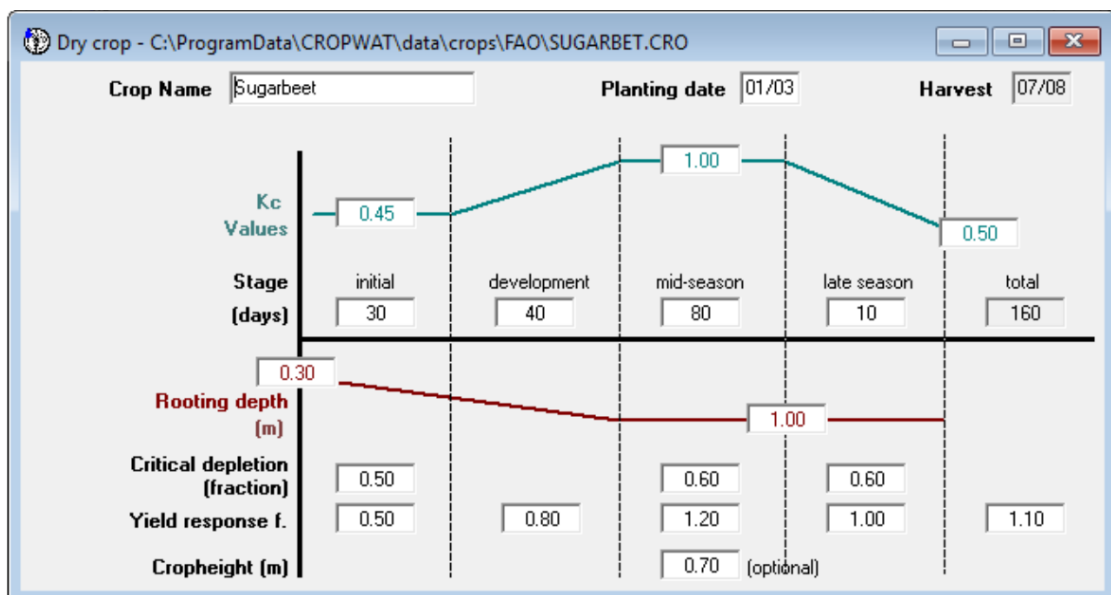 Dry crop - C:\ProgramData\CROPWAT\data\crops\FAO\SUGARBET.CRO
Crop Name Sugarbeet Planting date 01/03 Harvest 07/08
1.00
Kc
Values
0.45
0.50
Stage initial development mid-season late season total
(days) 30 40 80 10 160
0.30
Rooting depth
(m)
1.00
Critical depletion
(fraction)
0.50 0.60 0.60
Yield response f. 0.50 0.80 1.20 1.00 1.10
Cropheight (m) 0.70 (optional)